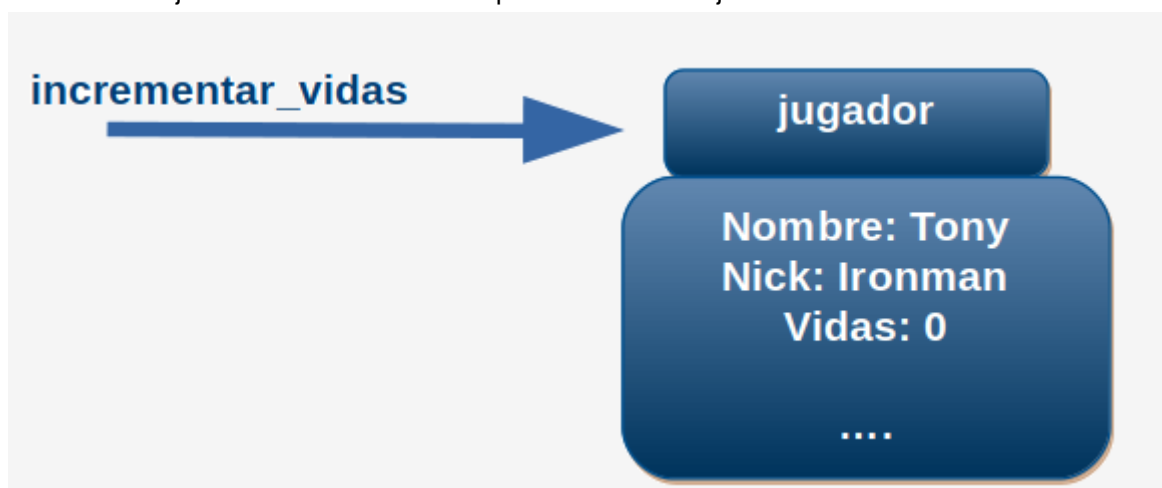 incrementar_vidas
jugador
Nombre: Tony
Nick: Ironman
Vidas: 0
....